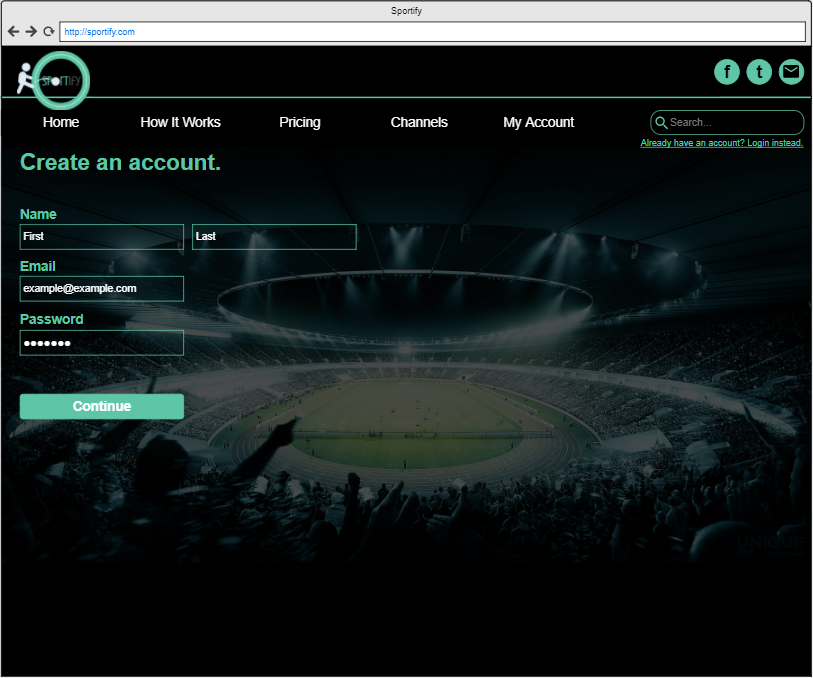 Sportify
http://sportify.com
SPORTIFY
f
t
Home How It Works Pricing Channels My Account
Search...
Already have an account? Login instead.
Create an account.
Name
First Last
Email
example@example.com
Password
Continue
UNIQUE